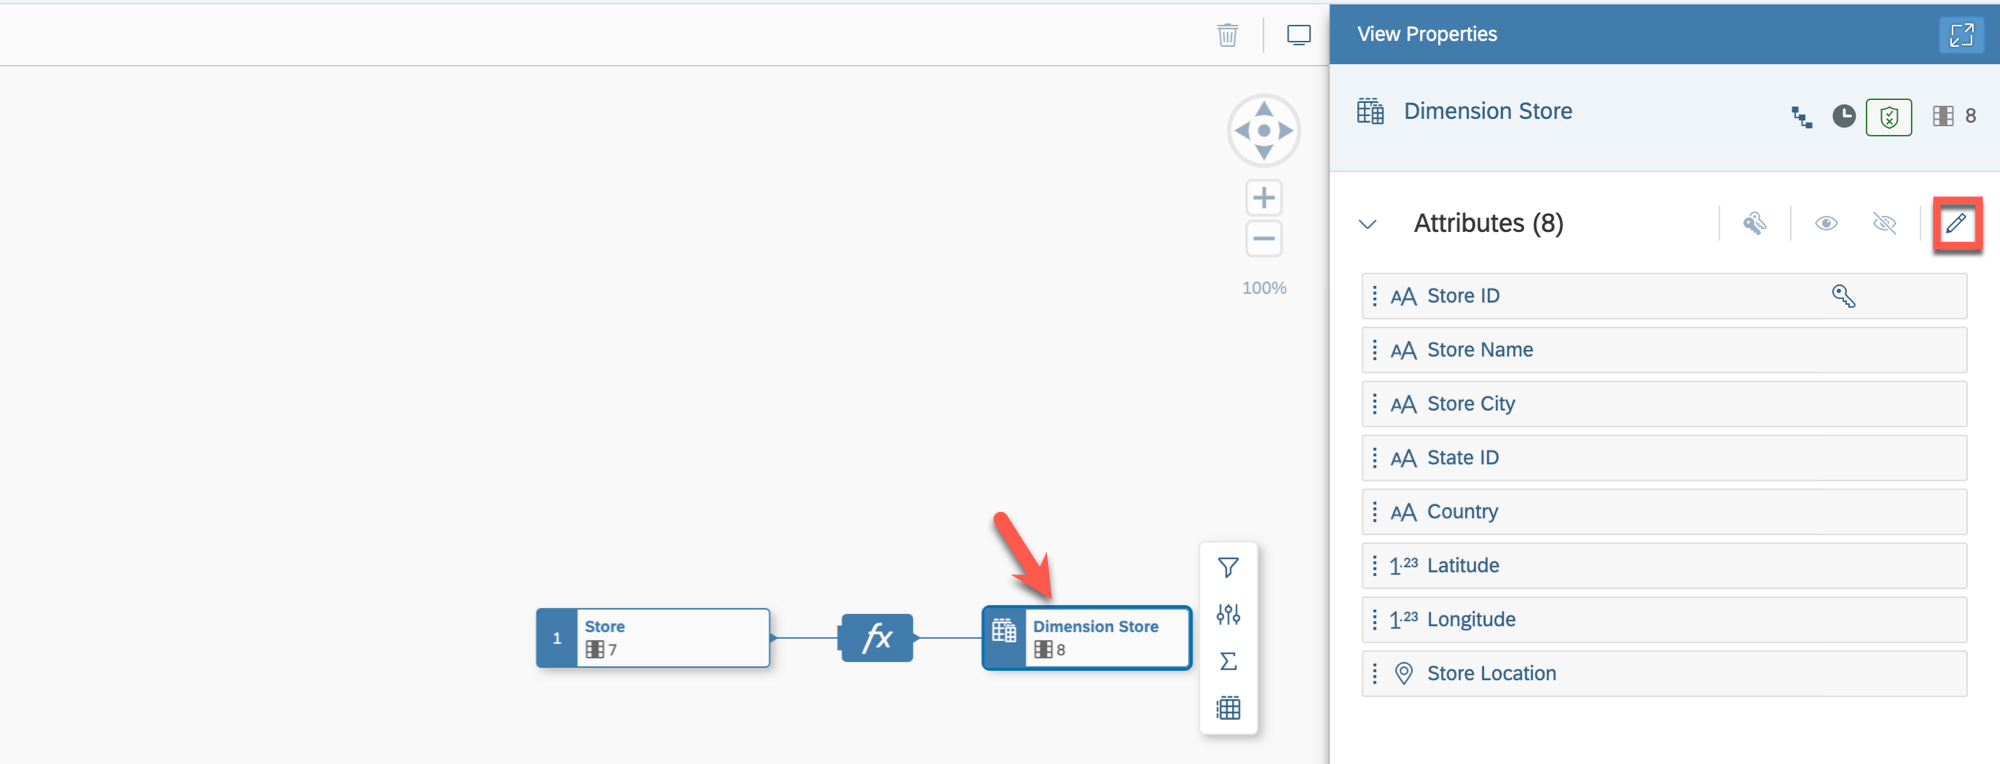 View Properties
Dimension Store
8
Attributes (8)
100%
AA Store ID
AA Store Name
AA Store City
AA State ID
AA Country
1.23 Latitude
1.23 Longitude
Store Location
1
Store
7
fx
Dimension Store
8
Σ